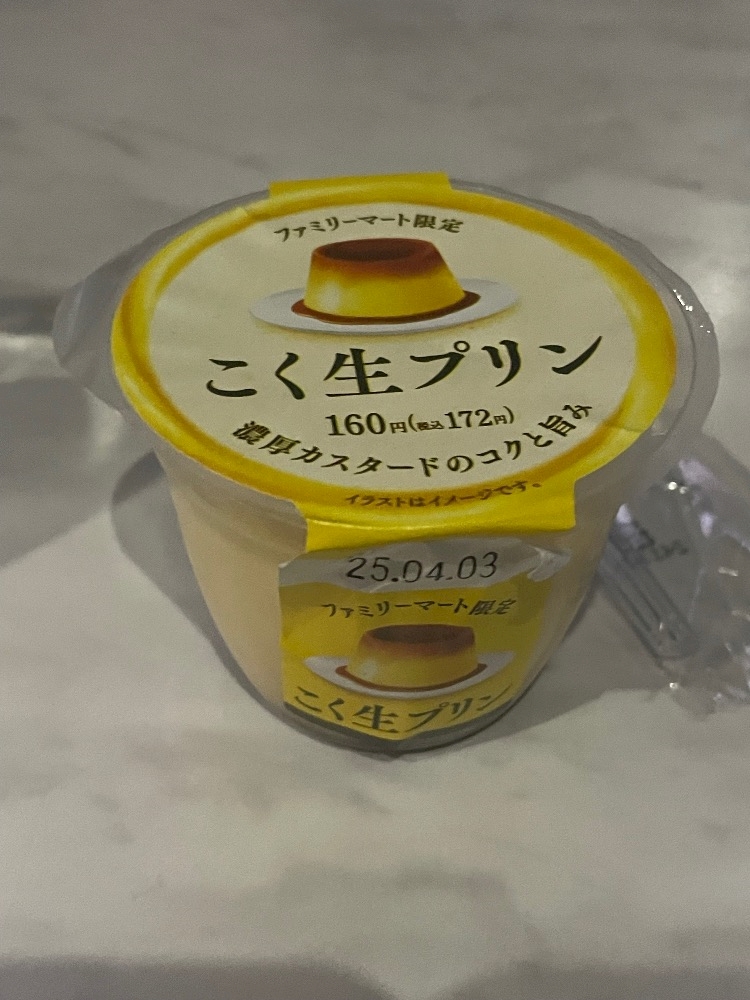 ファミリーマート限定
こく生プリン
160円(税込172円)
濃厚カスタードのコクと旨み
イラストはイメージです。
25.04.03
ファミリーマート限定
こく生プリン